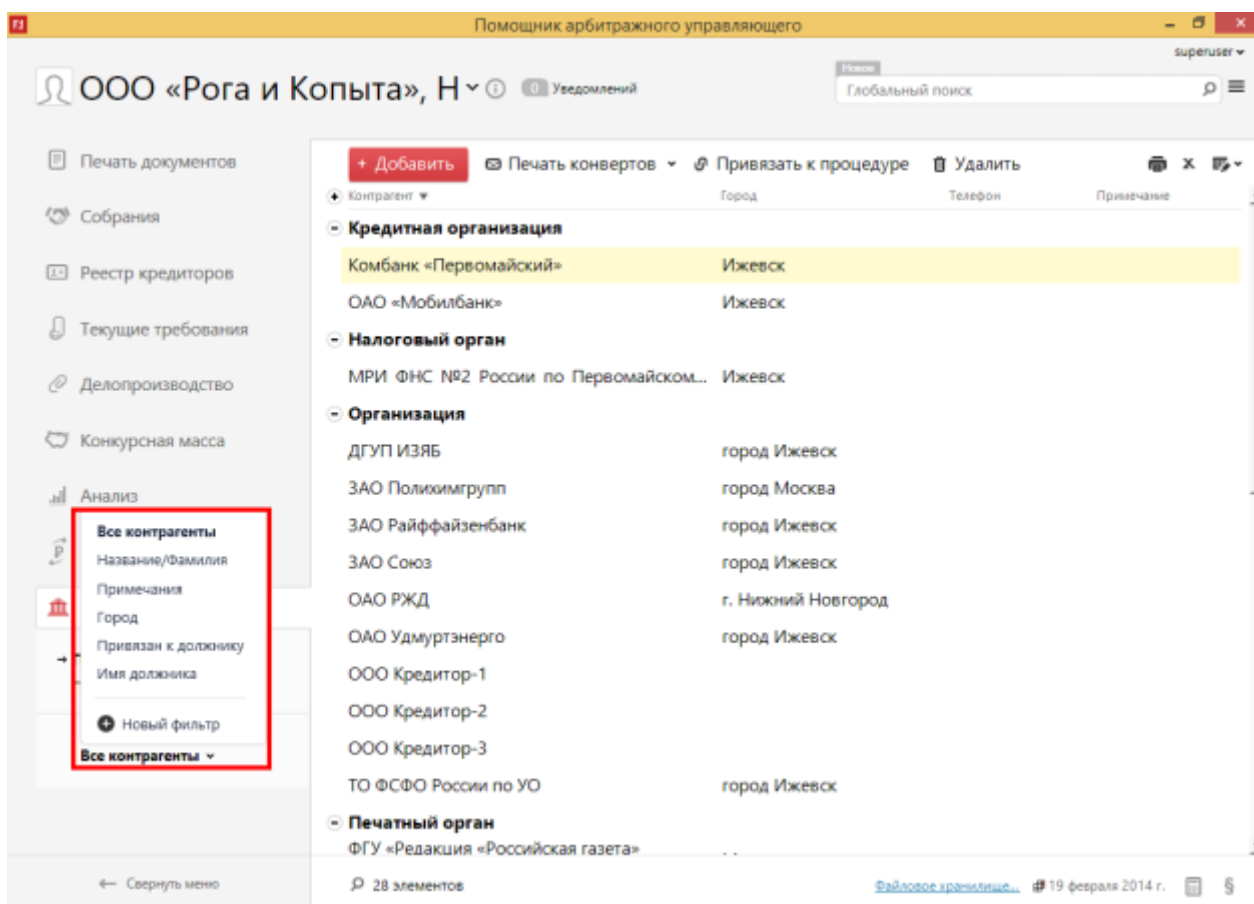 Помощник арбитражного управляющего
superuser
ООО «Рога и Копыта», Н
0 Уведомлений
Новое
Глобальный поиск
Печать документов
Собрания
Реестр кредиторов
Текущие требования
Делопроизводство
Конкурсная масса
Анализ
Все контрагенты
Название/Фамилия
Примечания
Город
Привязан к должнику
Имя должника
Новый фильтр
Все контрагенты
Свернуть меню
+ Добавить Печать конвертов Привязать к процедуре Удалить
Контрагент Город Телефон Примечание
Кредитная организация
Комбанк «Первомайский» Ижевск
ОАО «Мобилбанк» Ижевск
Налоговый орган
МРИ ФНС №2 России по Первомайском... Ижевск
Организация
ДГУП ИЗЯБ город Ижевск
ЗАО Полихимгрупп город Москва
ЗАО Райффайзенбанк город Ижевск
ЗАО Союз город Ижевск
ОАО РЖД г. Нижний Новгород
ОАО Удмуртэнерго город Ижевск
ООО Кредитор-1
ООО Кредитор-2
ООО Кредитор-3
ТО ФСФО России по УО город Ижевск
Печатный орган
ФГУ «Редакция «Российская газета»
28 элементов
Файловое хранилище... 19 февраля 2014 г. §